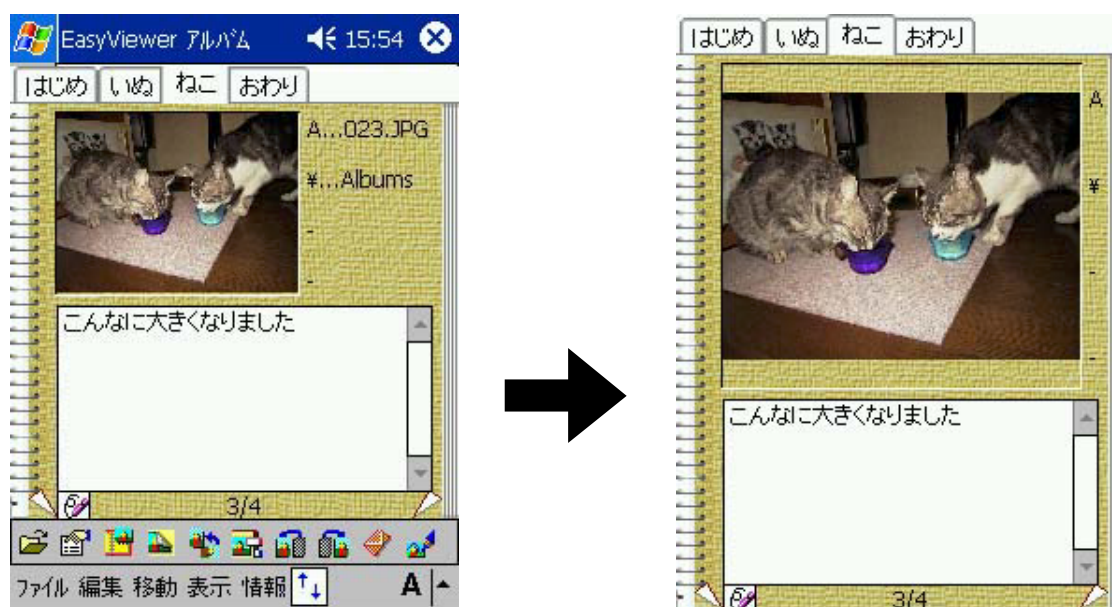 EasyViewer アルバム
15:54
はじめ いぬ ねこ おわり
A...023.JPG
¥...Albums
-
-
こんなに大きくなりました
3/4
ファイル 編集 移動 表示 情報
A
はじめ いぬ ねこ おわり
A
¥
-
-
こんなに大きくなりました
3/4